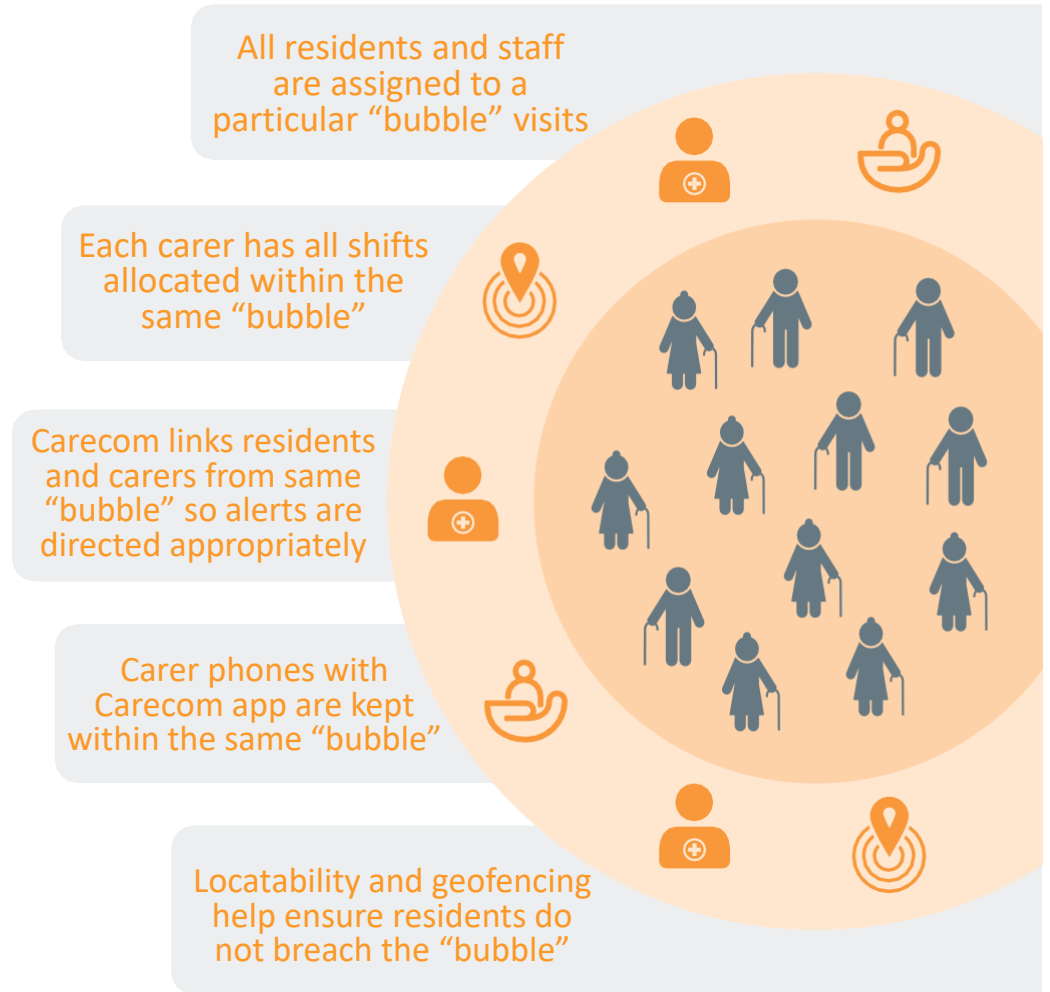 All residents and staff
are assigned to a
particular “bubble” visits
Each carer has all shifts
allocated within the
same “bubble”
Carecom links residents
and carers from same
“bubble” so alerts are
directed appropriately
Carer phones with
Carecom app are kept
within the same “bubble”
Locatability and geofencing
help ensure residents do
not breach the “bubble”